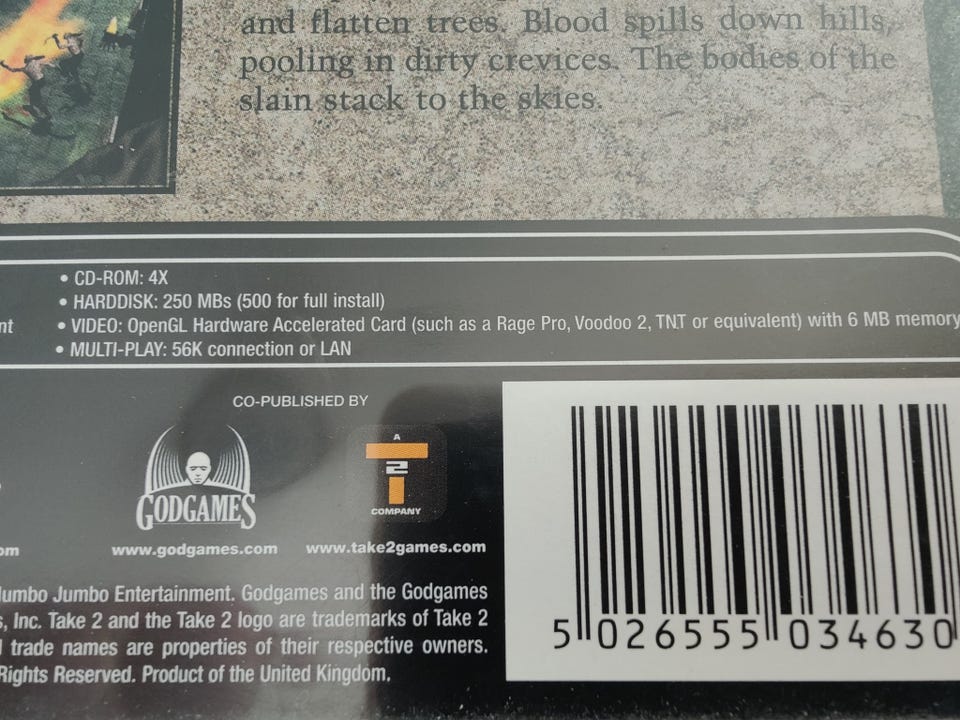 and flatten trees. Blood spills down hills,
pooling in dirty crevices. The bodies of the
slain stack to the skies.
• CD-ROM: 4X
• HARDDISK: 250 MBs (500 for full install)
• VIDEO: OpenGL Hardware Accelerated Card (such as a Rage Pro, Voodoo 2, TNT or equivalent) with 6 MB memory
• MULTI-PLAY: 56K connection or LAN
CO-PUBLISHED BY
GODGAMES
A
T2
COMPANY
www.godgames.com www.take2games.com
Jumbo Jumbo Entertainment. Godgames and the Godgames
s, Inc. Take 2 and the Take 2 logo are trademarks of Take 2
trade names are properties of their respective owners.
Rights Reserved. Product of the United Kingdom.
5 026555 034630